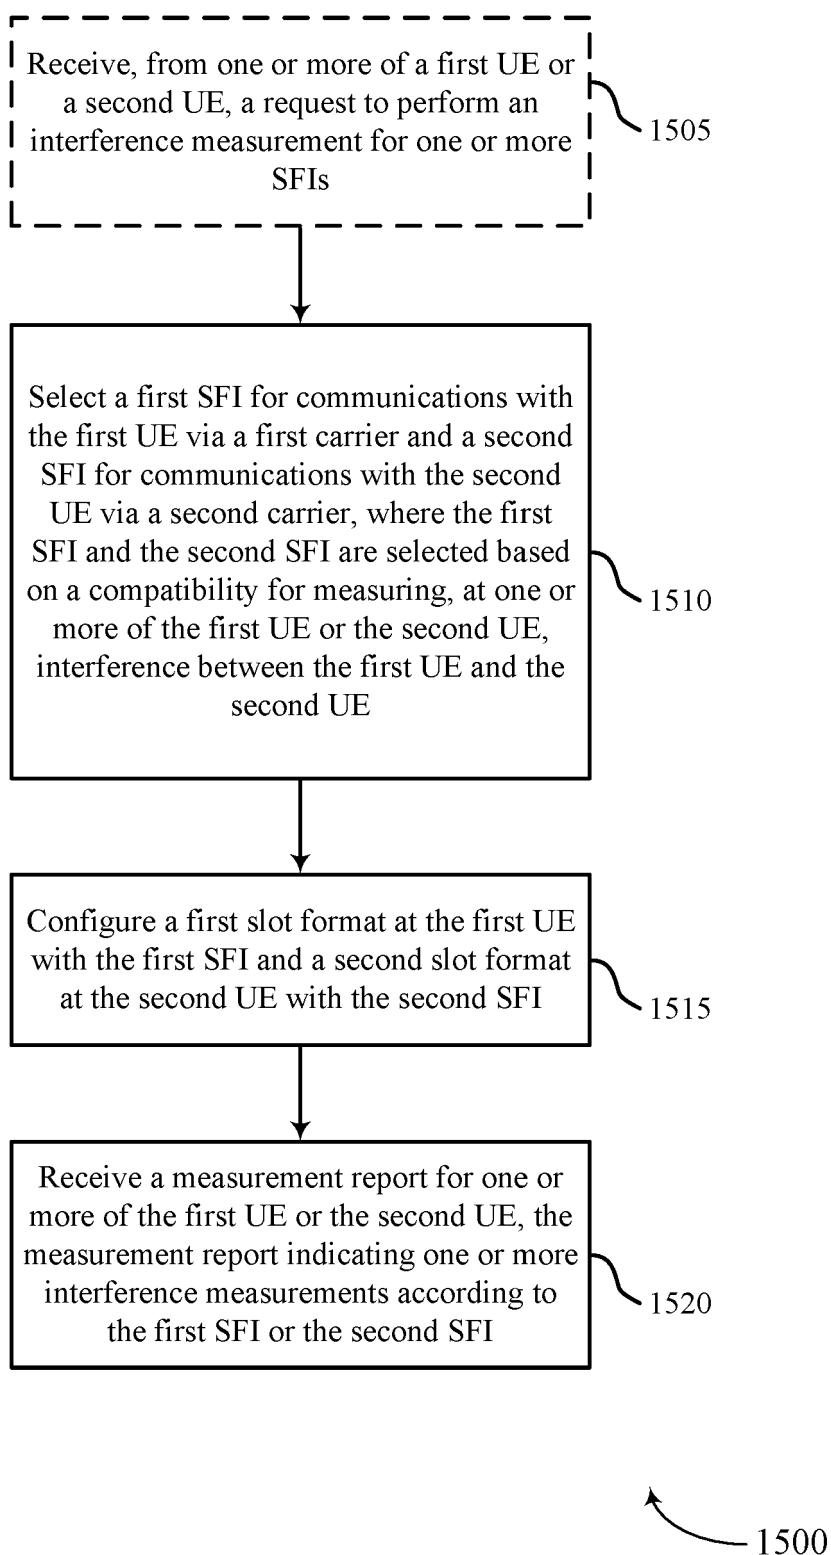 Receive, from one or more of a first UE or
a second UE, a request to perform an
interference measurement for one or more
SFIs
1505
Select a first SFI for communications with
the first UE via a first carrier and a second
SFI for communications with the second
UE via a second carrier, where the first
SFI and the second SFI are selected based
on a compatibility for measuring, at one or
more of the first UE or the second UE,
interference between the first UE and the
second UE
1510
Configure a first slot format at the first UE
with the first SFI and a second slot format
at the second UE with the second SFI
1515
Receive a measurement report for one or
more of the first UE or the second UE, the
measurement report indicating one or more
interference measurements according to
the first SFI or the second SFI
1520
1500